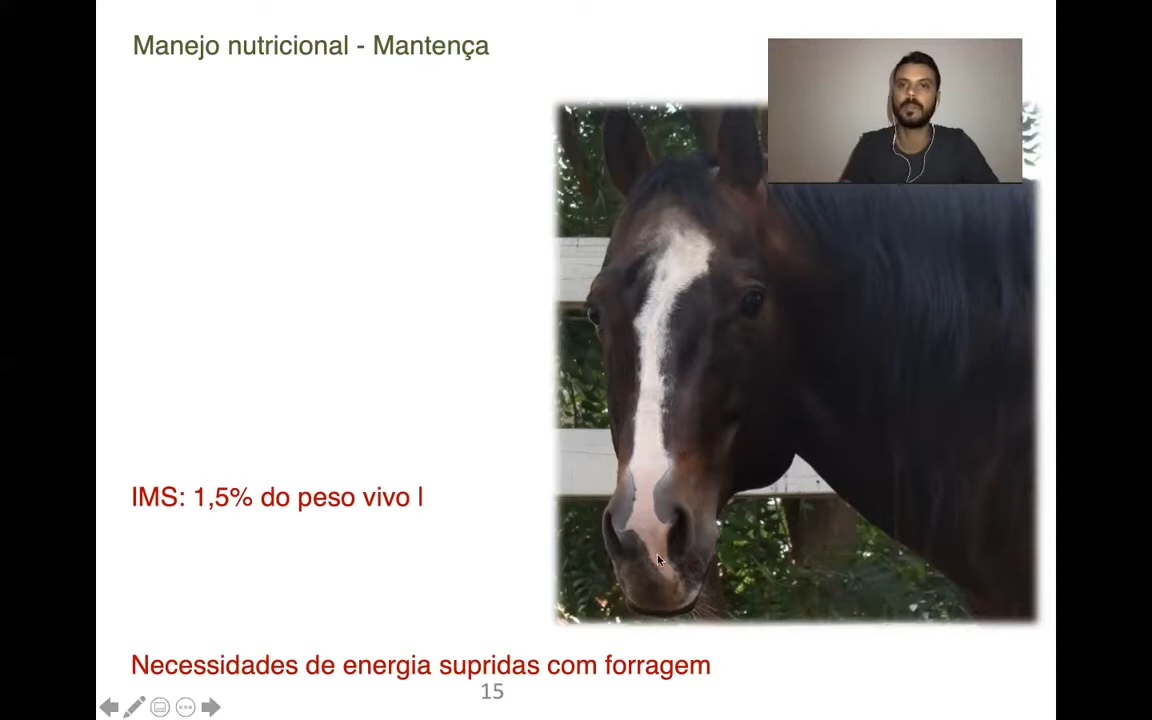 Manejo nutricional - Mantença
IMS: 1,5% do peso vivo l
Necessidades de energia supridas com forragem
15